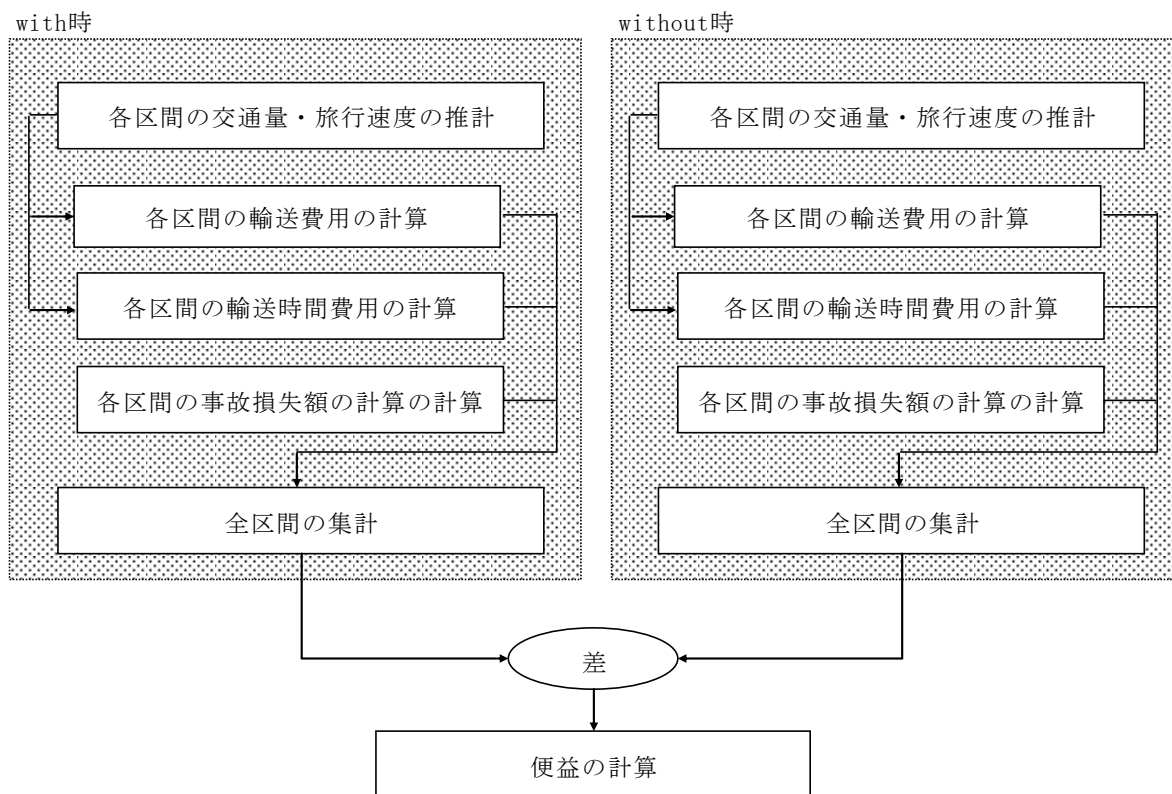 with時
各区間の交通量・旅行速度の推計
各区間の輸送費用の計算
各区間の輸送時間費用の計算
各区間の事故損失額の計算の計算
全区間の集計
without時
各区間の交通量・旅行速度の推計
各区間の輸送費用の計算
各区間の輸送時間費用の計算
各区間の事故損失額の計算の計算
全区間の集計
差
便益の計算